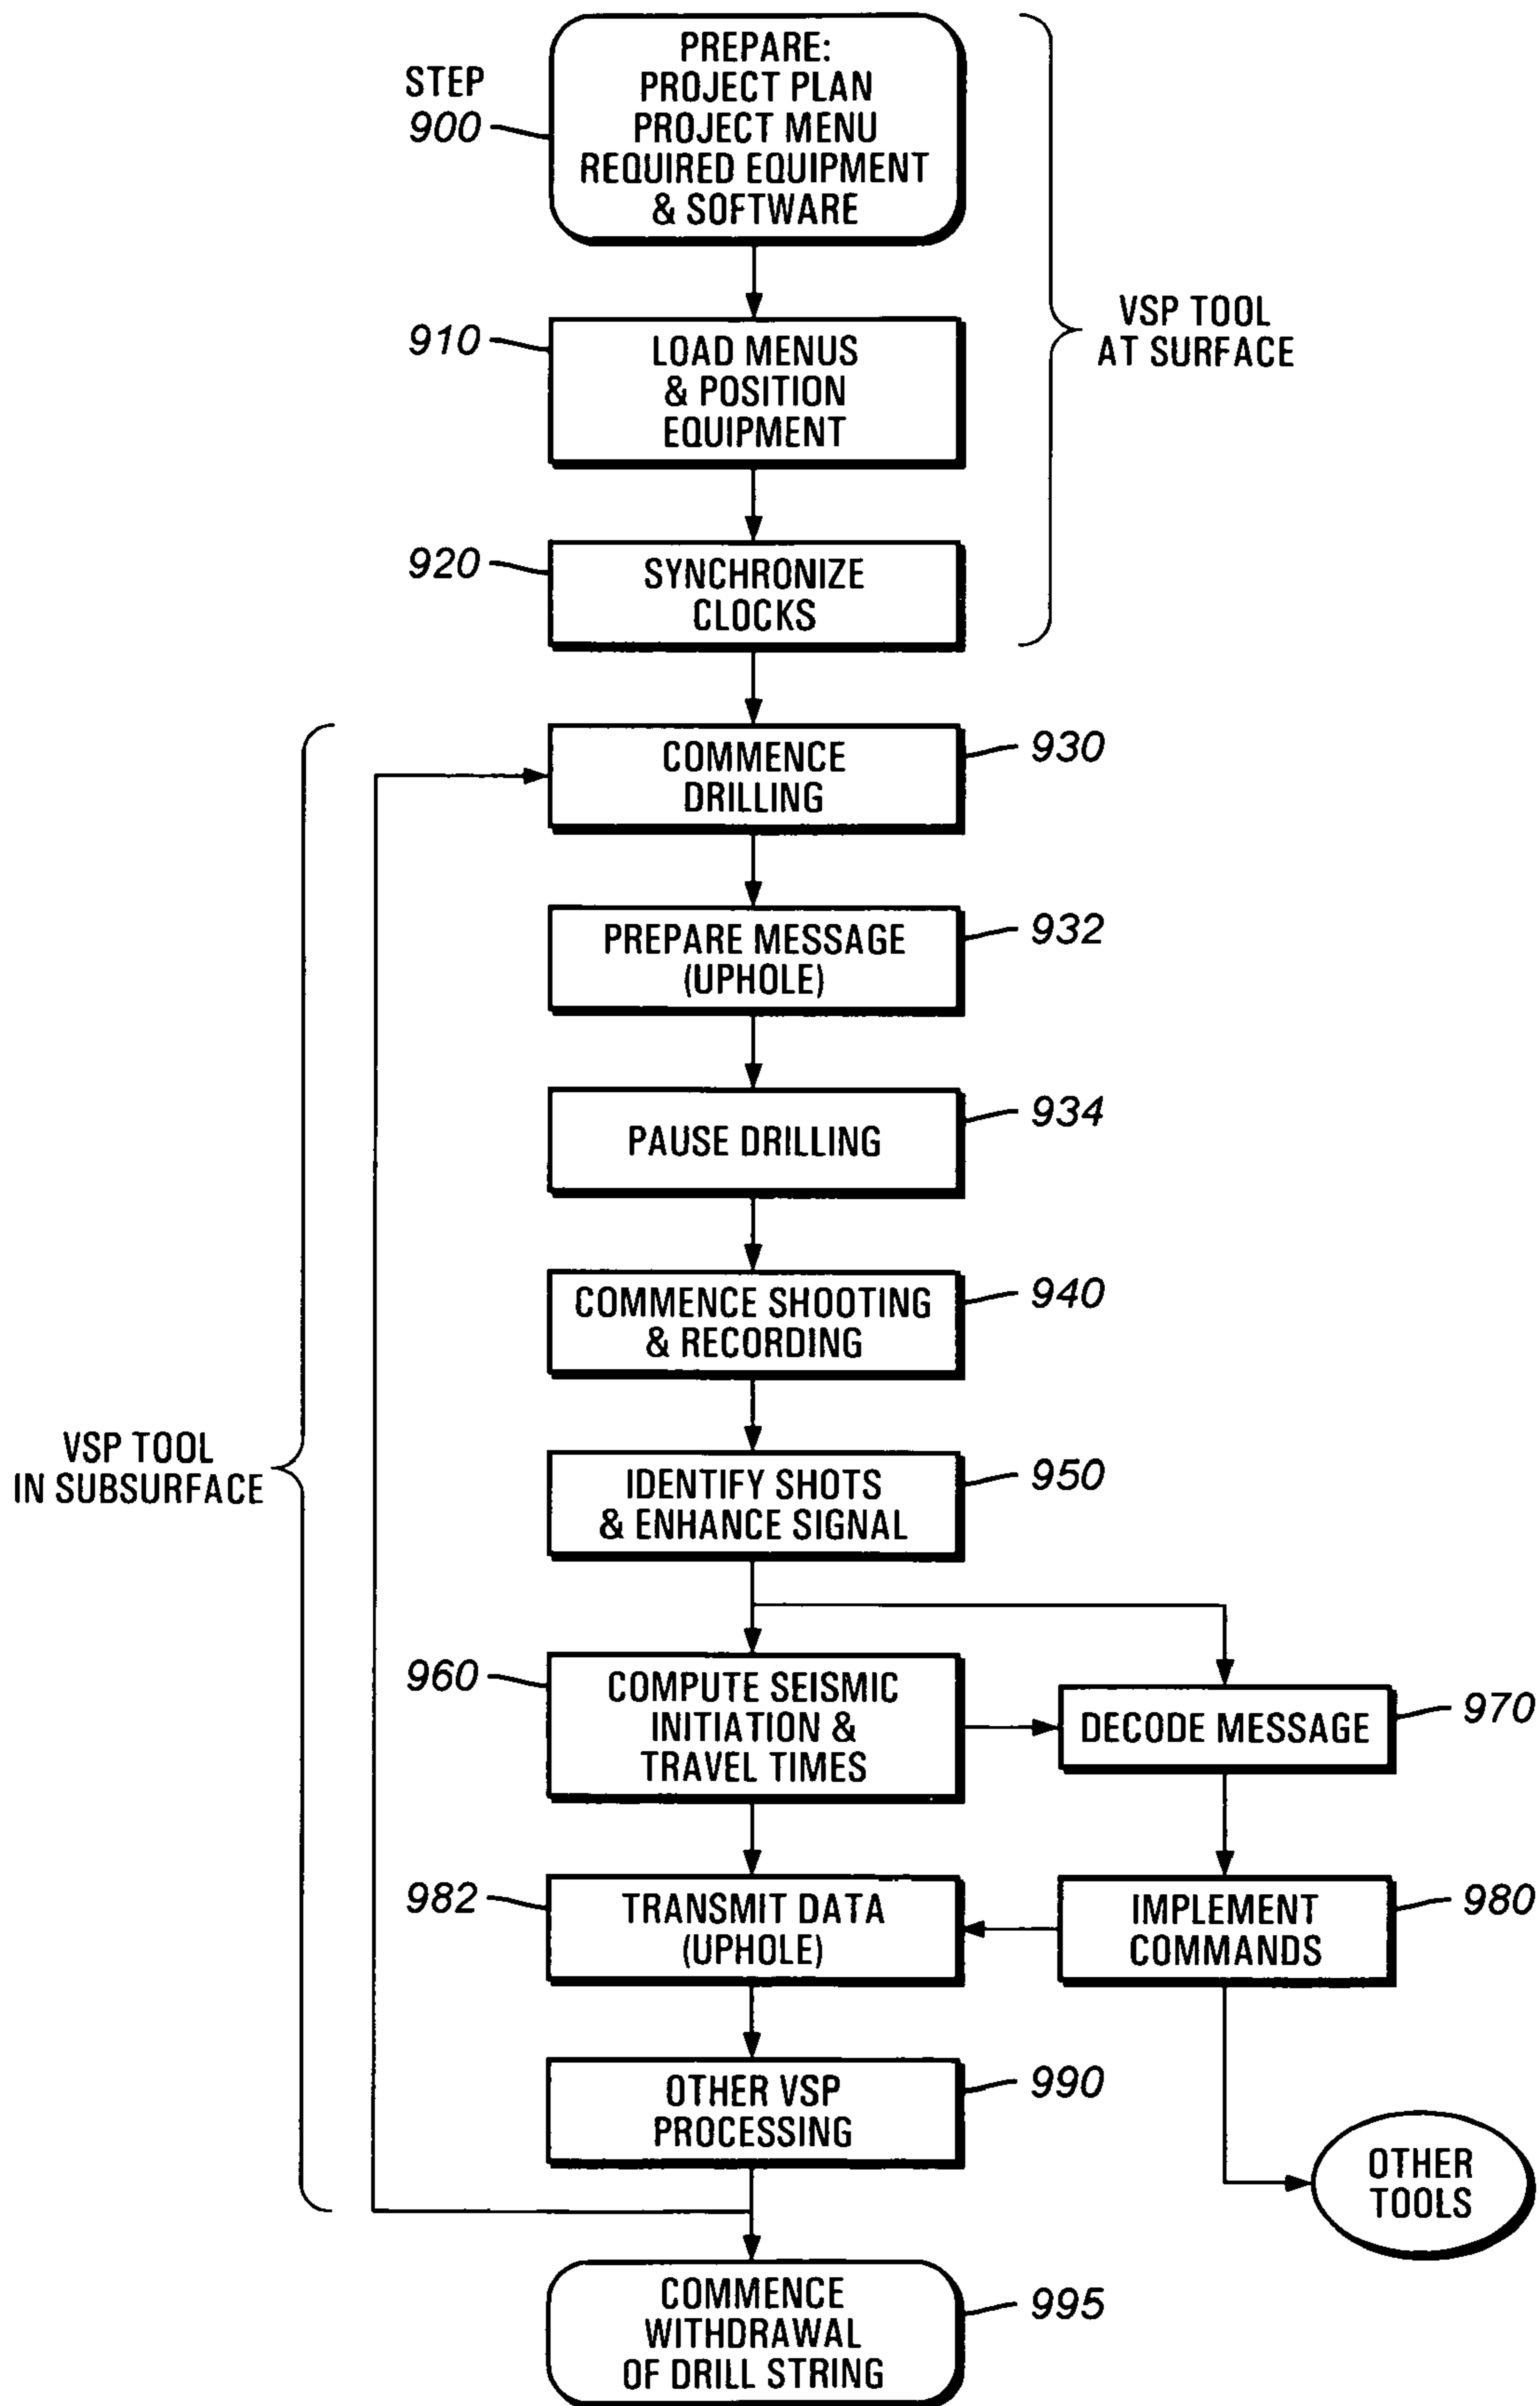 STEP
900
PREPARE:
PROJECT PLAN
PROJECT MENU
REQUIRED EQUIPMENT
& SOFTWARE
VSP TOOL
AT SURFACE
910
LOAD MENUS
& POSITION
EQUIPMENT
920
SYNCHRONIZE
CLOCKS
COMMENCE
DRILLING
930
PREPARE MESSAGE
(UPHOLE)
932
PAUSE DRILLING
934
COMMENCE SHOOTING
& RECORDING
940
VSP TOOL
IN SUBSURFACE
IDENTIFY SHOTS
& ENHANCE SIGNAL
950
960
COMPUTE SEISMIC
INITIATION &
TRAVEL TIMES
DECODE MESSAGE
970
982
TRANSMIT DATA
(UPHOLE)
IMPLEMENT
COMMANDS
980
OTHER VSP
PROCESSING
990
OTHER
TOOLS
COMMENCE
WITHDRAWAL
OF DRILL STRING
995